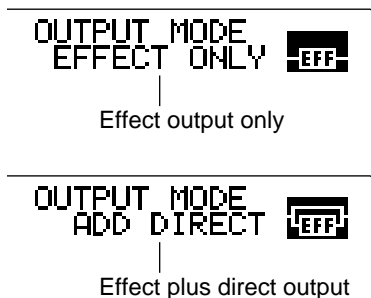 OUTPUT MODE
EFFECT ONLY
EFF
Effect output only
OUTPUT MODE
ADD DIRECT
EFF
Effect plus direct output